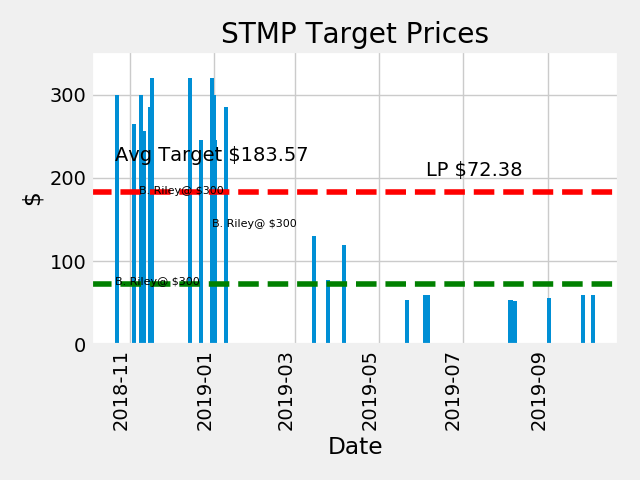 STMP Target Prices
$
300
200
100
0
Avg Target $183.57
LP $72.38
B. Riley@ $300
B. Riley@ $300
B. Riley@ $300
2018-11
2019-01
2019-03
2019-05
2019-07
2019-09
Date